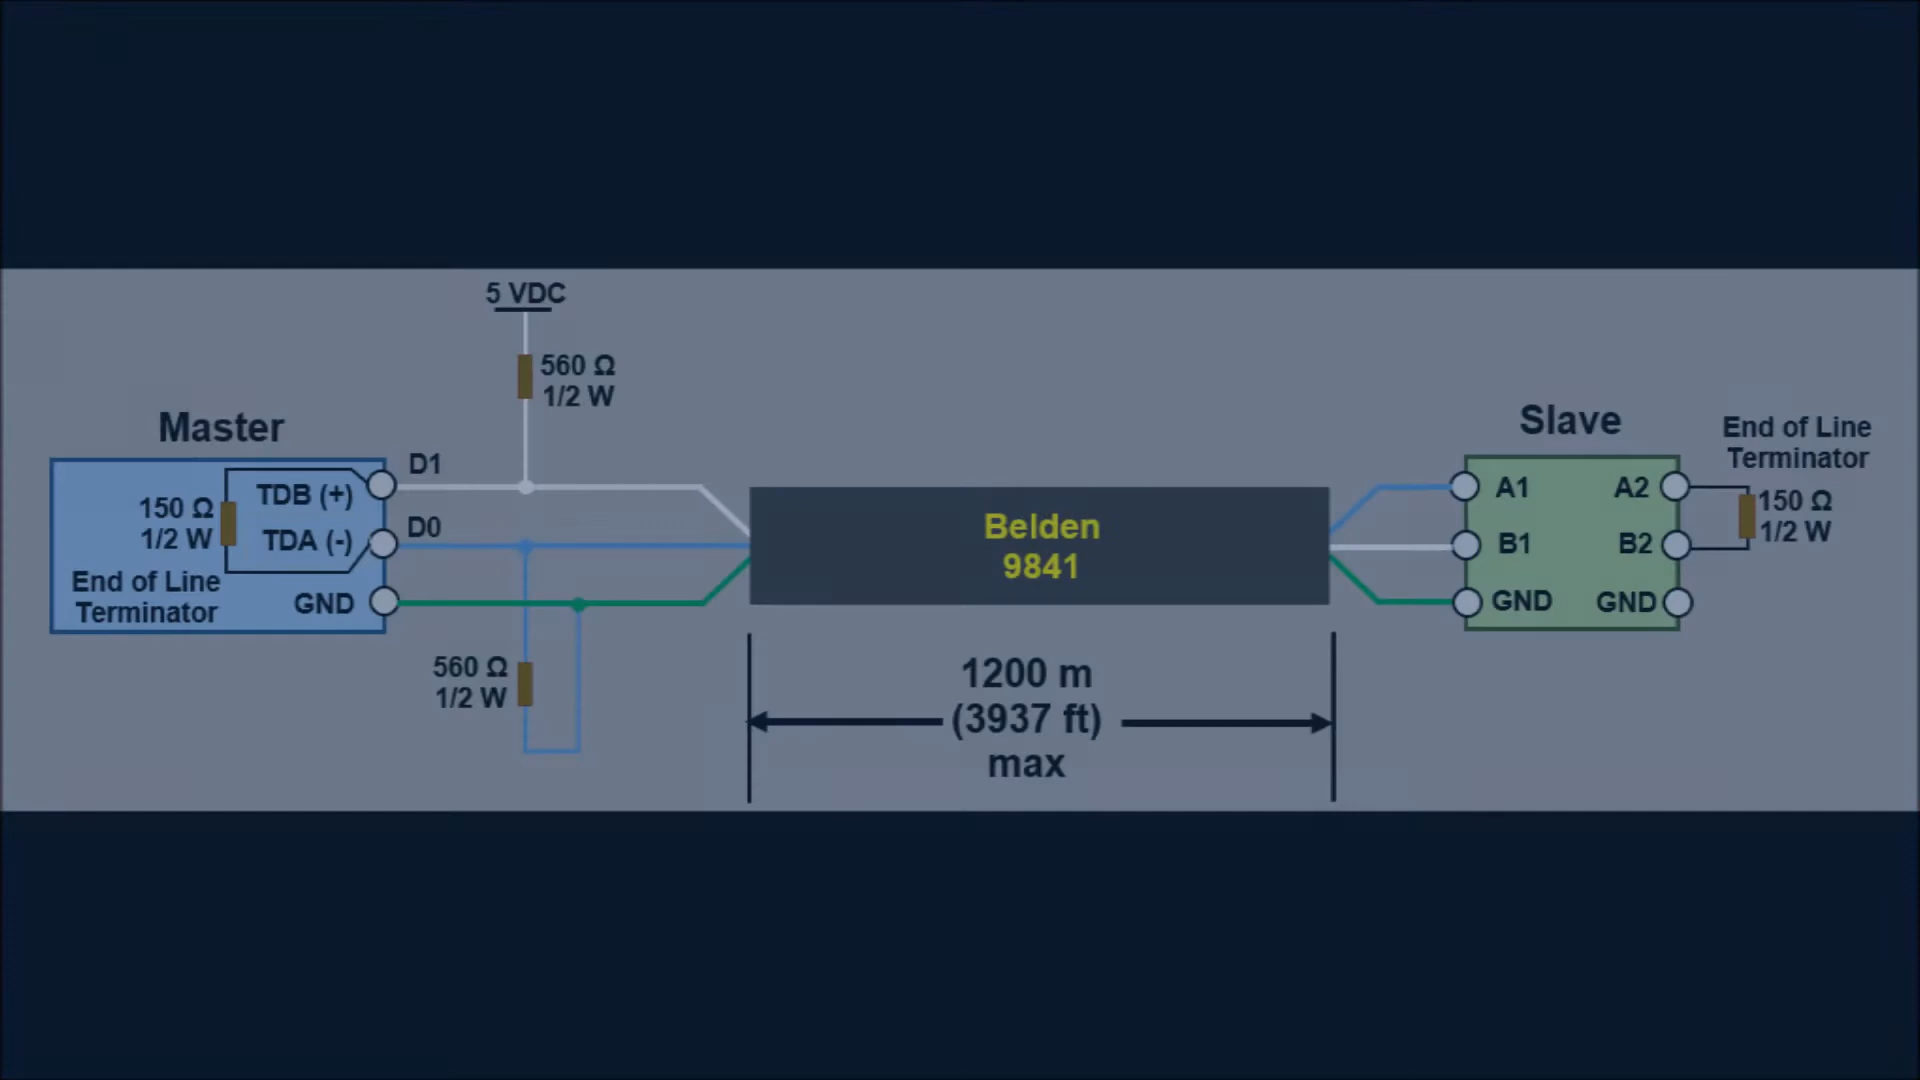 5 VDC
560 Ω
1/2 W
Master
D1
TDB (+)
150 Ω
1/2 W
D0
TDA (-)
End of Line
Terminator
GND
560 Ω
1/2 W
Belden
9841
1200 m
(3937 ft)
max
Slave
A1
A2
B1
B2
GND
GND
End of Line
Terminator
150 Ω
1/2 W